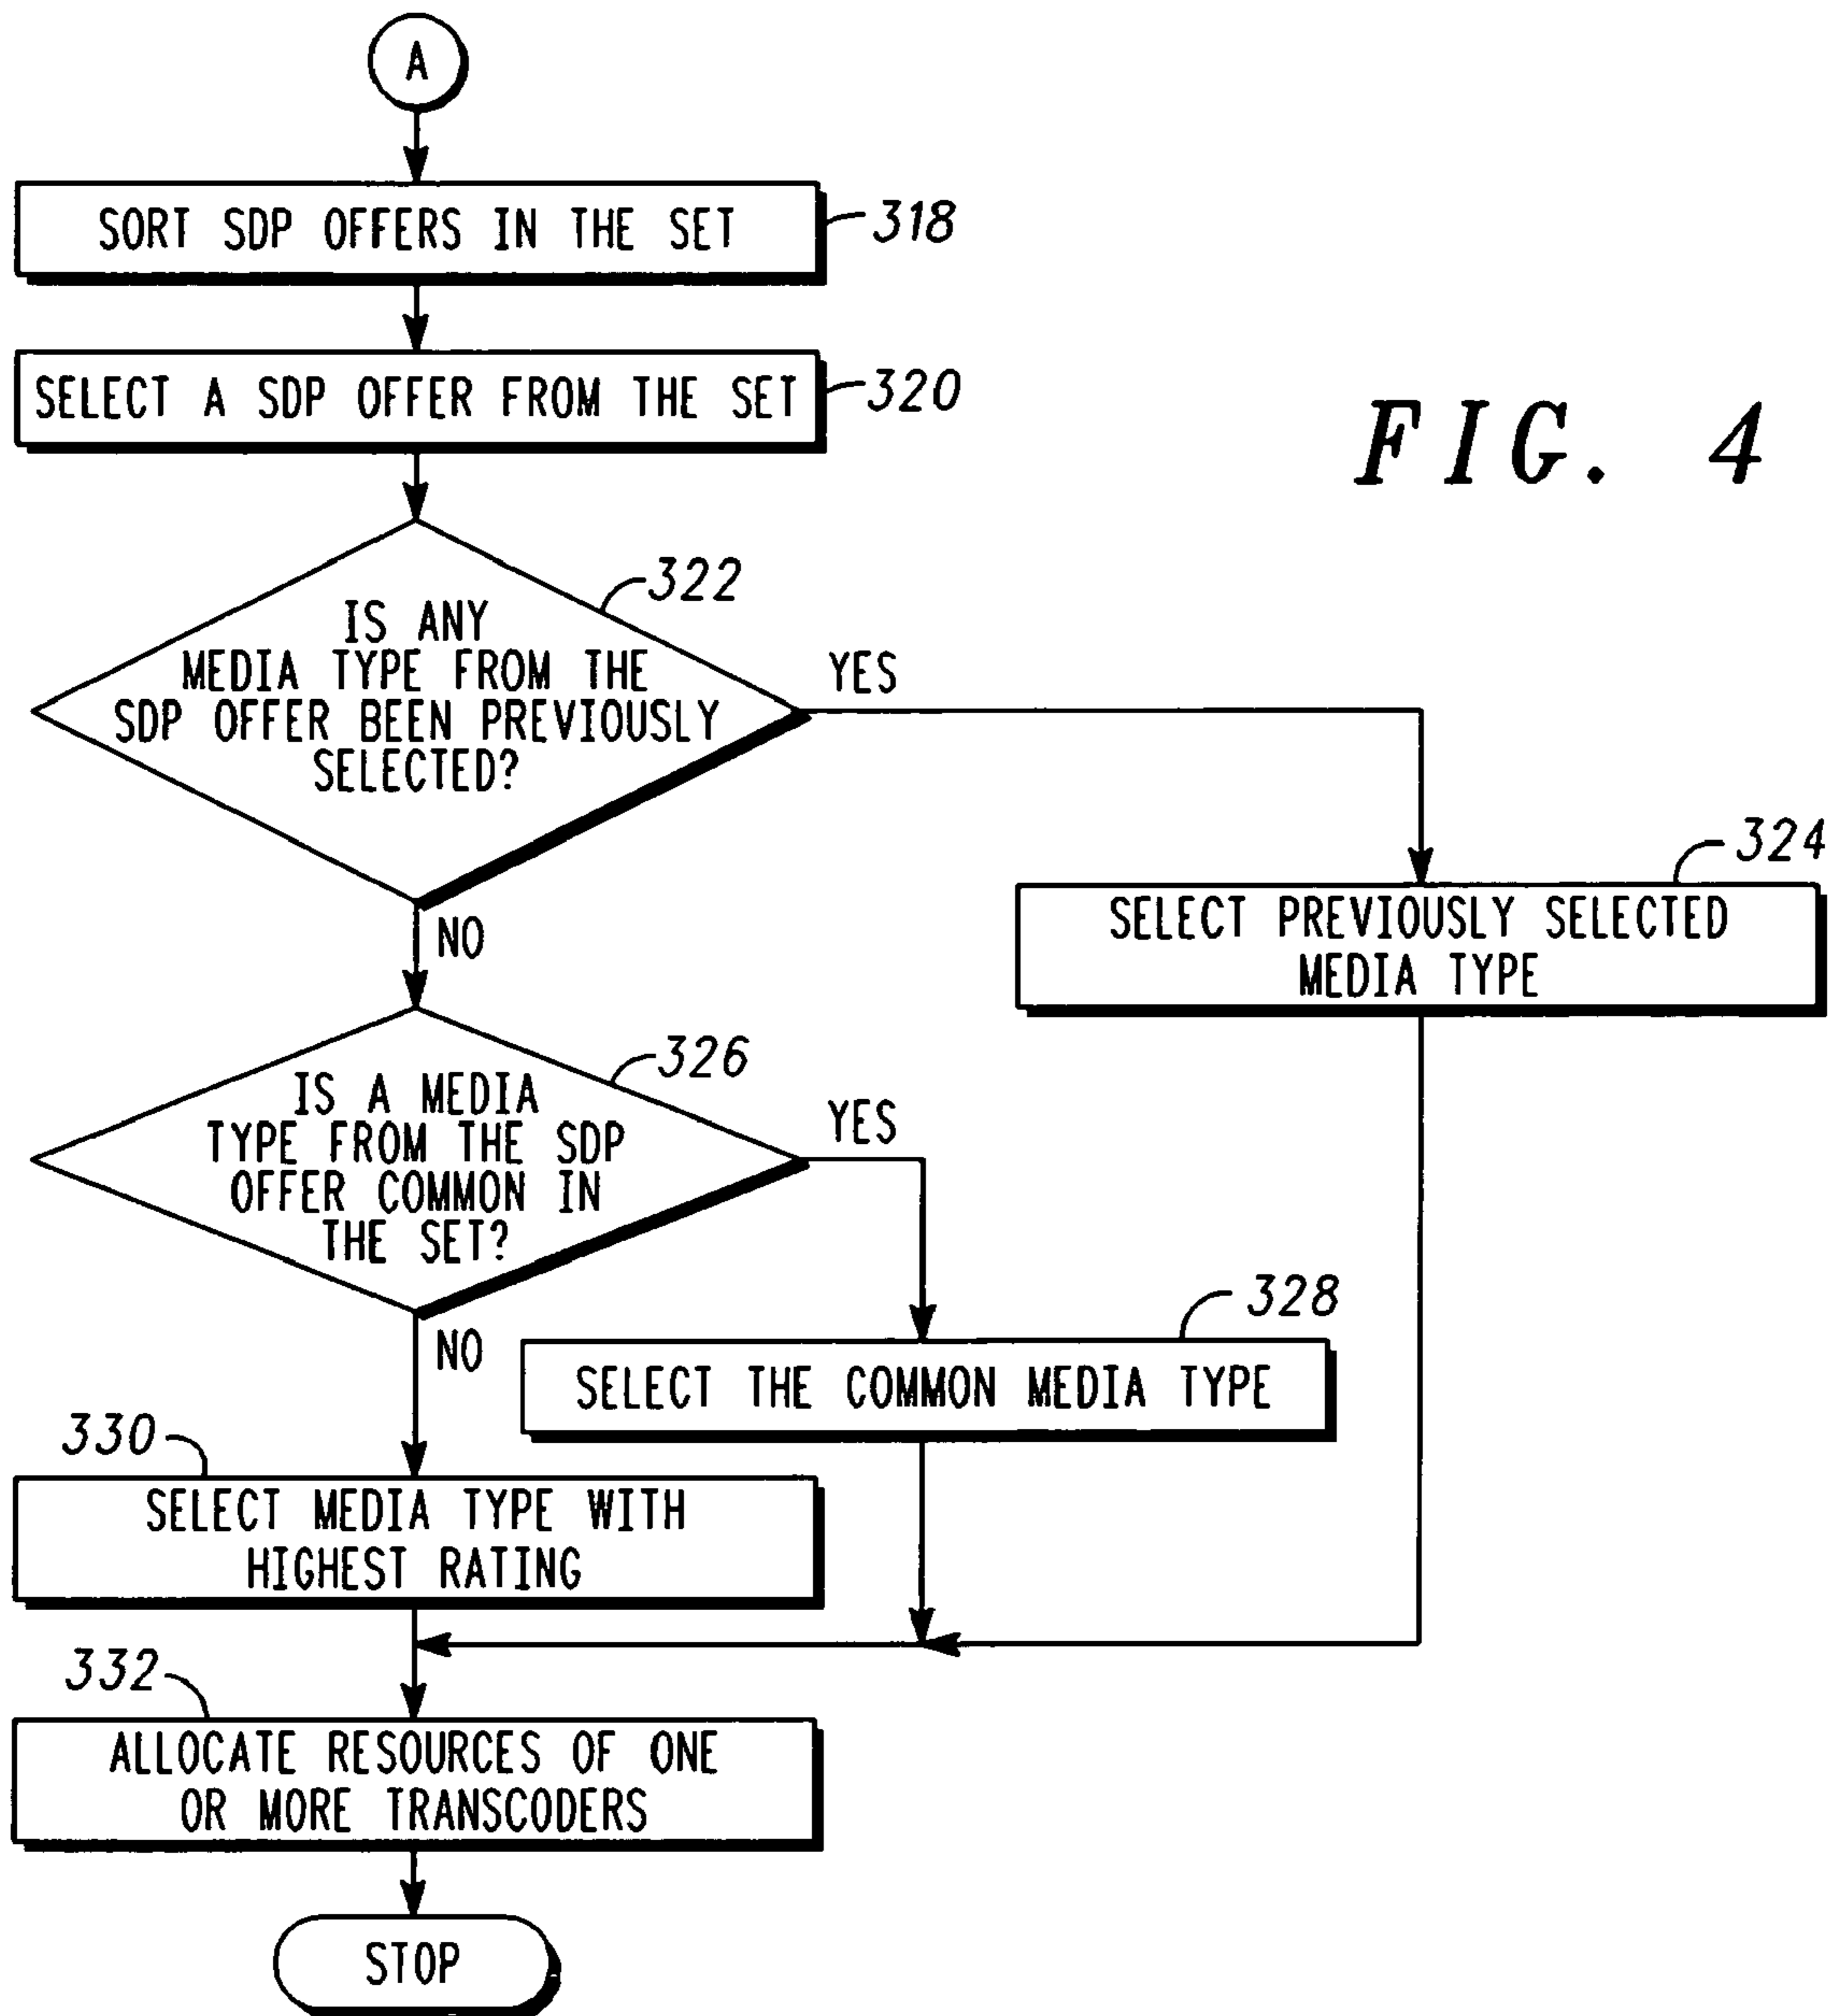 A
SORT SDP OFFERS IN THE SET
318
SELECT A SDP OFFER FROM THE SET
320
FIG. 4
322
IS ANY
MEDIA TYPE FROM THE
SDP OFFER BEEN PREVIOUSLY
SELECTED?
YES
NO
324
SELECT PREVIOUSLY SELECTED
MEDIA TYPE
326
IS A MEDIA
TYPE FROM THE SDP
OFFER COMMON IN
THE SET?
YES
NO
328
SELECT THE COMMON MEDIA TYPE
330
SELECT MEDIA TYPE WITH
HIGHEST RATING
332
ALLOCATE RESOURCES OF ONE
OR MORE TRANSCODERS
STOP